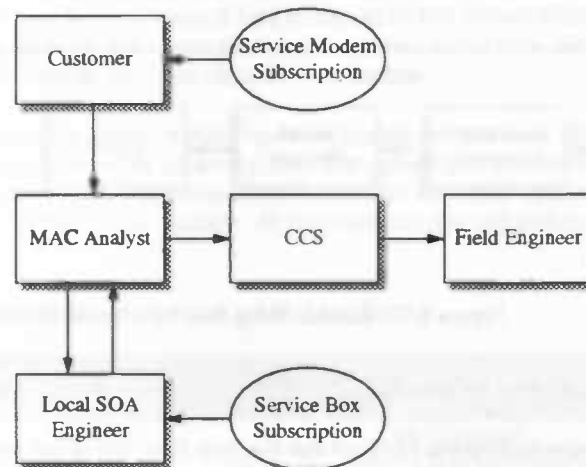 Customer
Service Modem
Subscription
MAC Analyst
CCS
Field Engineer
Local SOA
Engineer
Service Box
Subscription